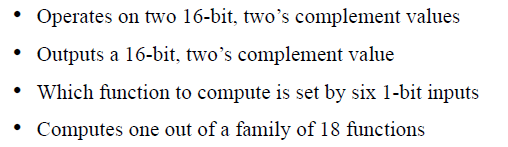 • Operates on two 16-bit, two’s complement values
• Outputs a 16-bit, two’s complement value
• Which function to compute is set by six 1-bit inputs
• Computes one out of a family of 18 functions